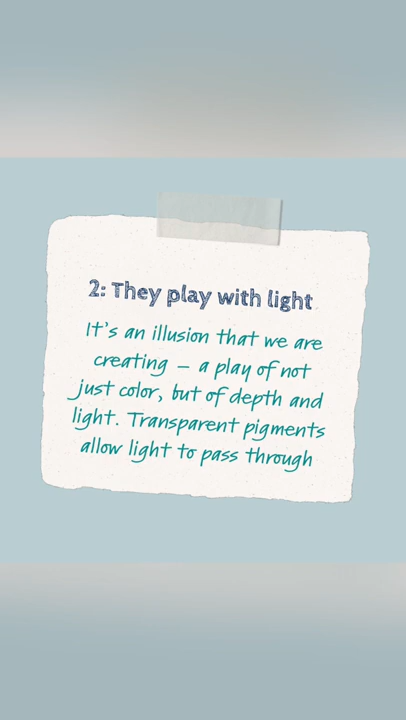 2: They play with light
It's an illusion that we are
creating – a play of not
just color, but of depth and
light. Transparent pigments
allow light to pass through